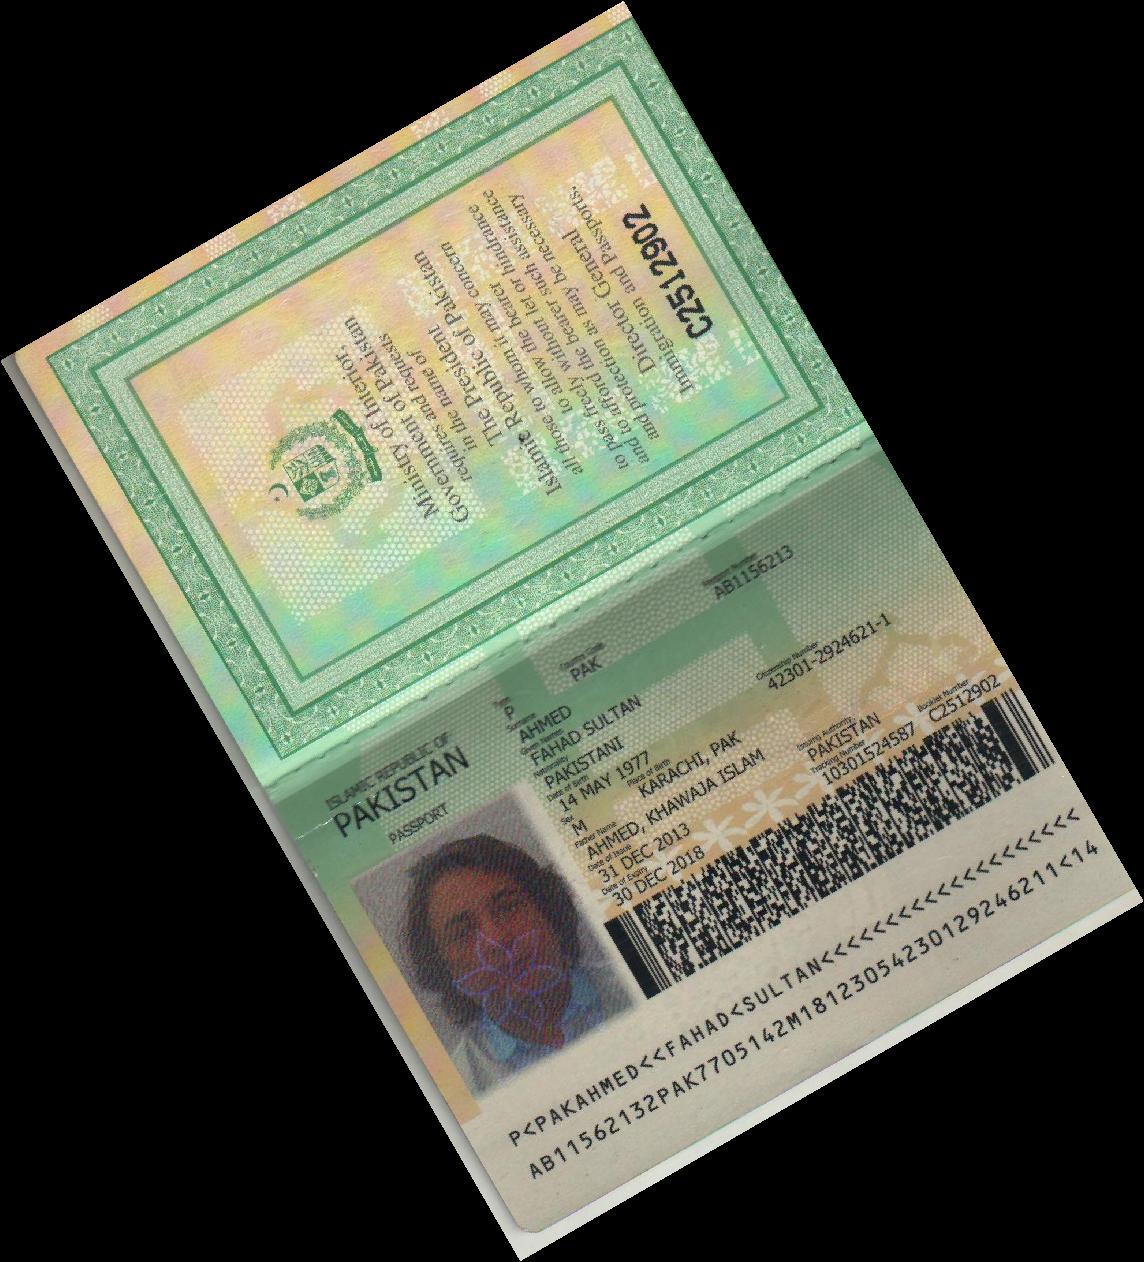 Ministry of Interior,
Government of Pakistan
requires and requests
in the name of
The President
Islamic Republic of Pakistan
all those to whom it may concern
to allow the bearer
to pass freely without let or hindrance
and to afford the bearer such assistance
and protection as may be necessary
Director General
Immigration and Passports.
C2512902
ISLAMIC REPUBLIC OF
PAKISTAN
PASSPORT
Type Country Code Passport Number
P PAK AB1156213
Surname
AHMED
Given Names
FAHAD SULTAN
Nationality Citizenship Number
PAKISTANI 42301-2924621-1
Date of Birth
14 MAY 1977
Sex Place of Birth
M KARACHI, PAK
Father Name
AHMED, KHAWAJA ISLAM
Date of Issue Issuing Authority
31 DEC 2013 PAKISTAN
Date of Expiry Tracking Number Booklet Number
30 DEC 2018 10301524587 C2512902
P<PAKAHMED<<FAHAD<SULTAN<<<<<<<<<<<<<<<<<<<<
AB11562132PAK7705142M18123054230129246211<14